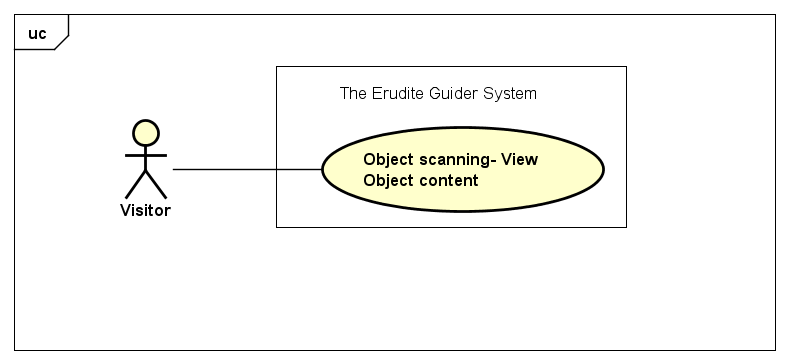 uc
The Erudite Guider System
Object scanning- View
Object content
Visitor